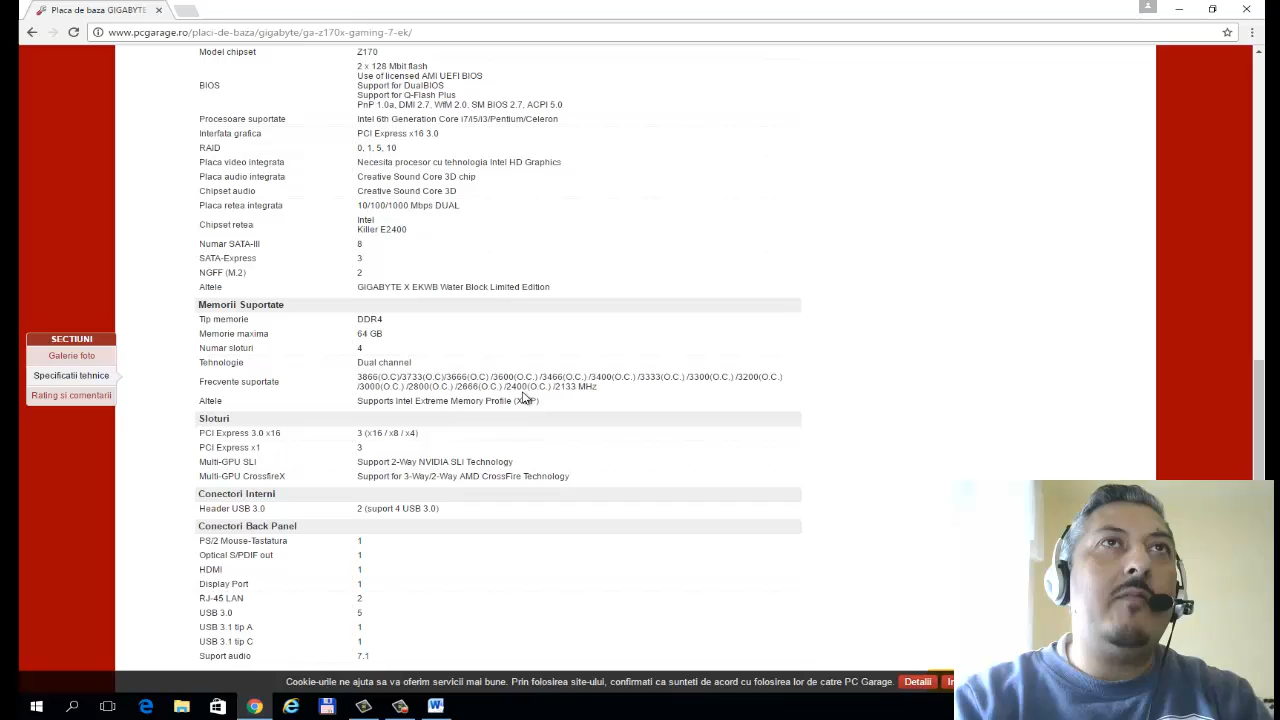 Placa de baza GIGABYTE
www.pcgarage.ro/placi-de-baza/gigabyte/ga-z170x-gaming-7-ek/
Model chipset Z170
BIOS 2 x 128 Mbit flash
Use of licensed AMI UEFI BIOS
Support for DualBIOS
Support for Q-Flash Plus
PnP 1.0a, DMI 2.7, WfM 2.0, SM BIOS 2.7, ACPI 5.0
Procesoare suportate Intel 6th Generation Core i7/i5/i3/Pentium/Celeron
Interfata grafica PCI Express x16 3.0
RAID 0, 1, 5, 10
Placa video integrata Necesita procesor cu tehnologia Intel HD Graphics
Placa audio integrata Creative Sound Core 3D chip
Chipset audio Creative Sound Core 3D
Placa retea integrata 10/100/1000 Mbps DUAL
Chipset retea Intel
Killer E2400
Numar SATA-III 8
SATA-Express 3
NGFF (M.2) 2
Altele GIGABYTE X EKWB Water Block Limited Edition
Memorii Suportate
Tip memorie DDR4
Memorie maxima 64 GB
Numar sloturi 4
Tehnologie Dual channel
Frecvente suportate 3866(O.C)/3733(O.C)/3666(O.C) /3600(O.C.) /3466(O.C.) /3400(O.C.) /3333(O.C.) /3300(O.C.) /3200(O.C.)
/3000(O.C.) /2800(O.C.) /2666(O.C.) /2400(O.C.) /2133 MHz
Altele Supports Intel Extreme Memory Profile
Sloturi
PCI Express 3.0 x16 3 (x16 / x8 / x4)
PCI Express x1 3
Multi-GPU SLI Support 2-Way NVIDIA SLI Technology
Multi-GPU CrossfireX Support for 3-Way/2-Way AMD CrossFire Technology
Conectori Interni
Header USB 3.0 2 (suport 4 USB 3.0)
Conectori Back Panel
PS/2 Mouse-Tastatura 1
Optical S/PDIF out 1
HDMI 1
Display Port 1
RJ-45 LAN 2
USB 3.0 5
USB 3.1 tip A 1
USB 3.1 tip C 1
Suport audio 7.1
SECTIUNI
Galerie foto
Specificatii tehnice
Rating si comentarii
Cookie-urile ne ajuta sa va oferim servicii mai bune. Prin folosirea site-ului, confirmati ca sunteti de acord cu folosirea lor de catre PC Garage. Detalii